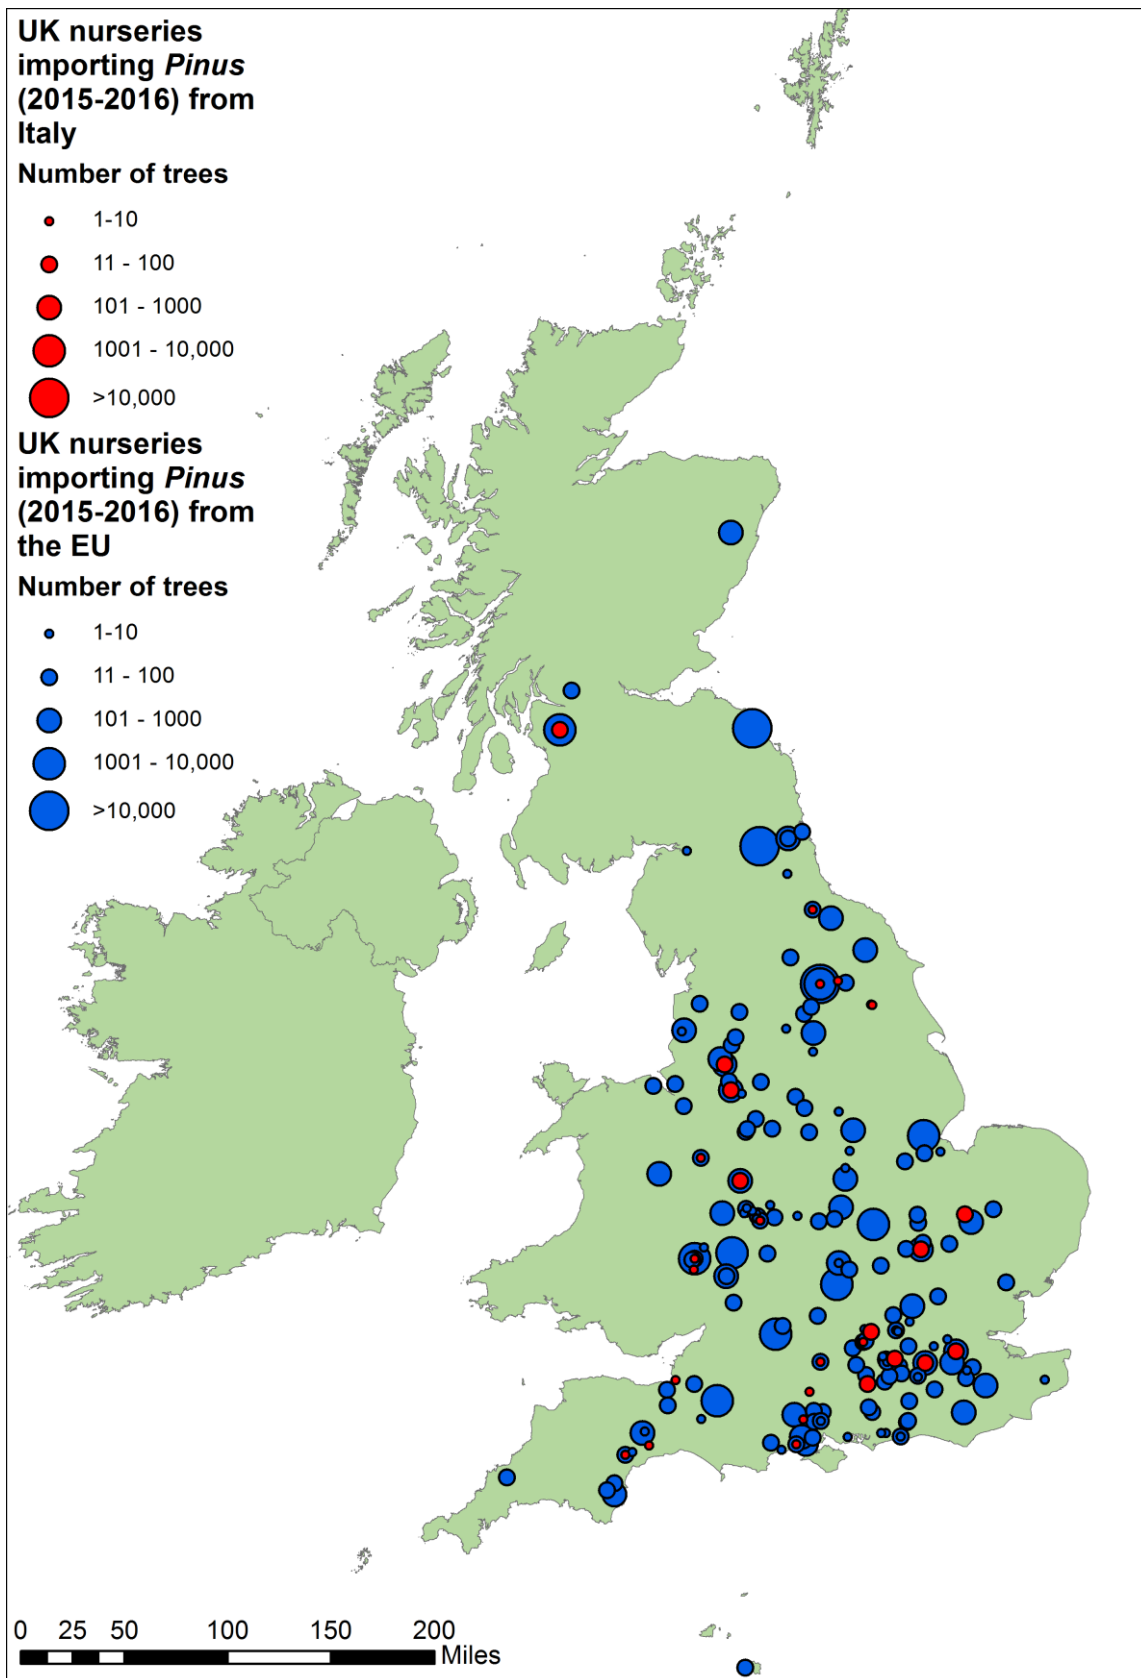 UK nurseries
importing Pinus
(2015-2016) from
Italy
Number of trees
1-10
11 - 100
101 - 1000
1001 - 10,000
>10,000
UK nurseries
importing Pinus
(2015-2016) from
the EU
Number of trees
1-10
11 - 100
101 - 1000
1001 - 10,000
>10,000
0 25 50 100 150 200
Miles